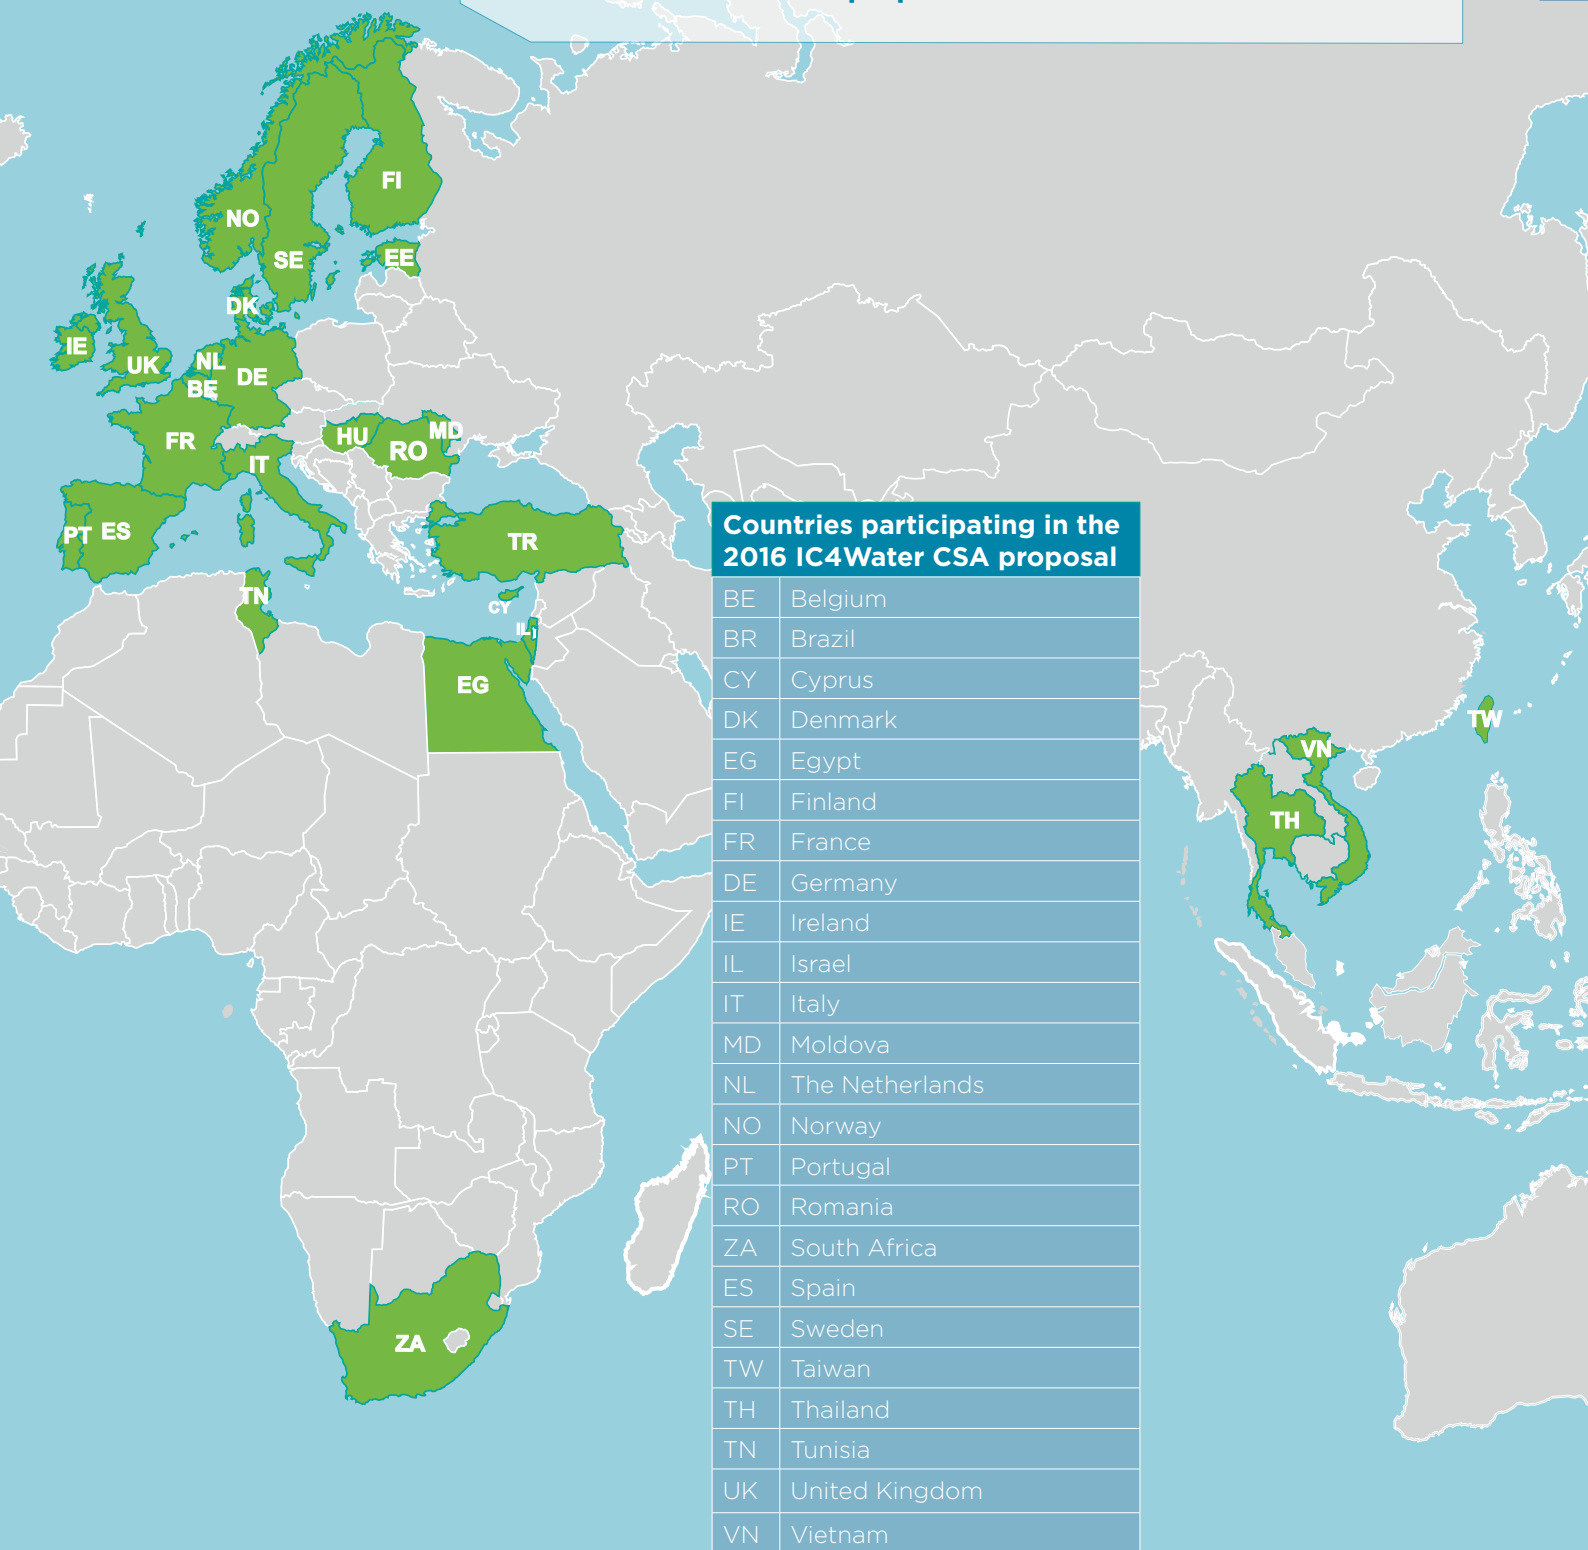 FI
NO
SE
EE
DK
IE
UK
NL
BE
DE
FR
IT
HU
RO
MD
PT
ES
TR
TN
CY
IL
EG
TW
VN
TH
ZA
Countries participating in the
2016 IC4Water CSA proposal
BE Belgium
BR Brazil
CY Cyprus
DK Denmark
EG Egypt
FI Finland
FR France
DE Germany
IE Ireland
IL Israel
IT Italy
MD Moldova
NL The Netherlands
NO Norway
PT Portugal
RO Romania
ZA South Africa
ES Spain
SE Sweden
TW Taiwan
TH Thailand
TN Tunisia
UK United Kingdom
VN Vietnam